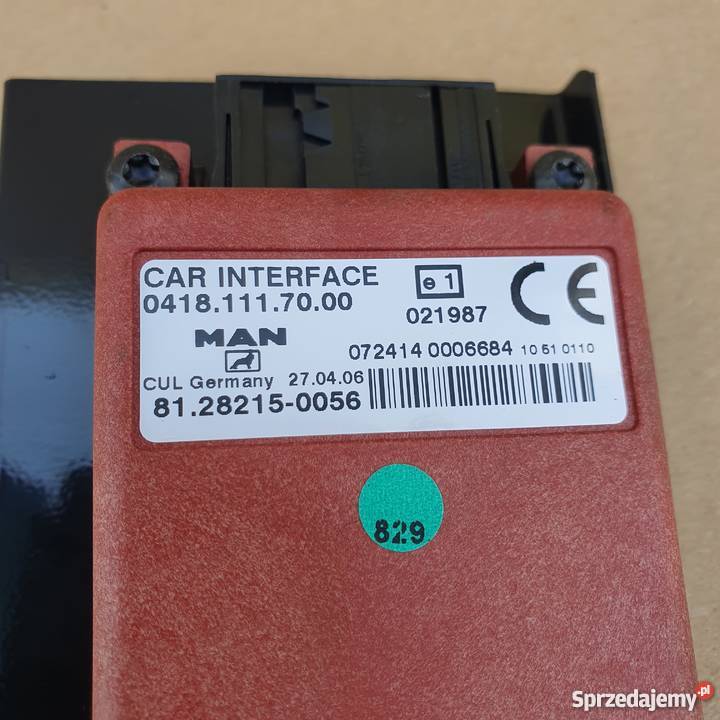 CAR INTERFACE
0418.111.70.00
e 1
021987
CE
MAN
072414 0006684 10 61 0110
CUL Germany 27.04.06
81.28215-0056
829
Sprzedajemy.pl